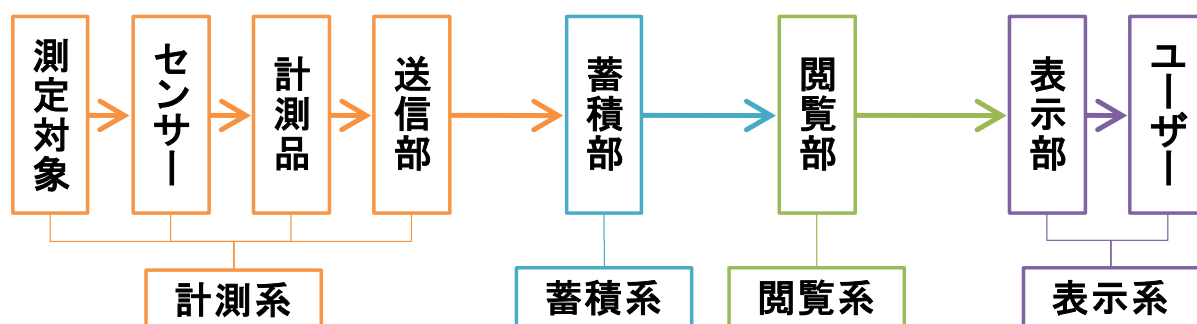 測定対象
センサー
計測品
送信部
蓄積部
閲覧部
表示部
ユーザー
計測系
蓄積系
閲覧系
表示系